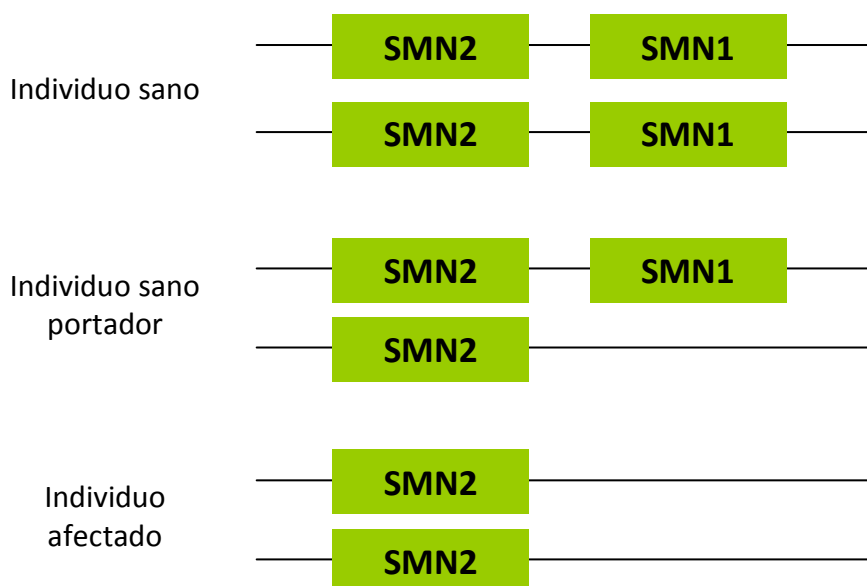 SMN2 SMN1
Individuo sano
SMN2 SMN1
SMN2 SMN1
Individuo sano
portador
SMN2
SMN2
Individuo
afectado
SMN2